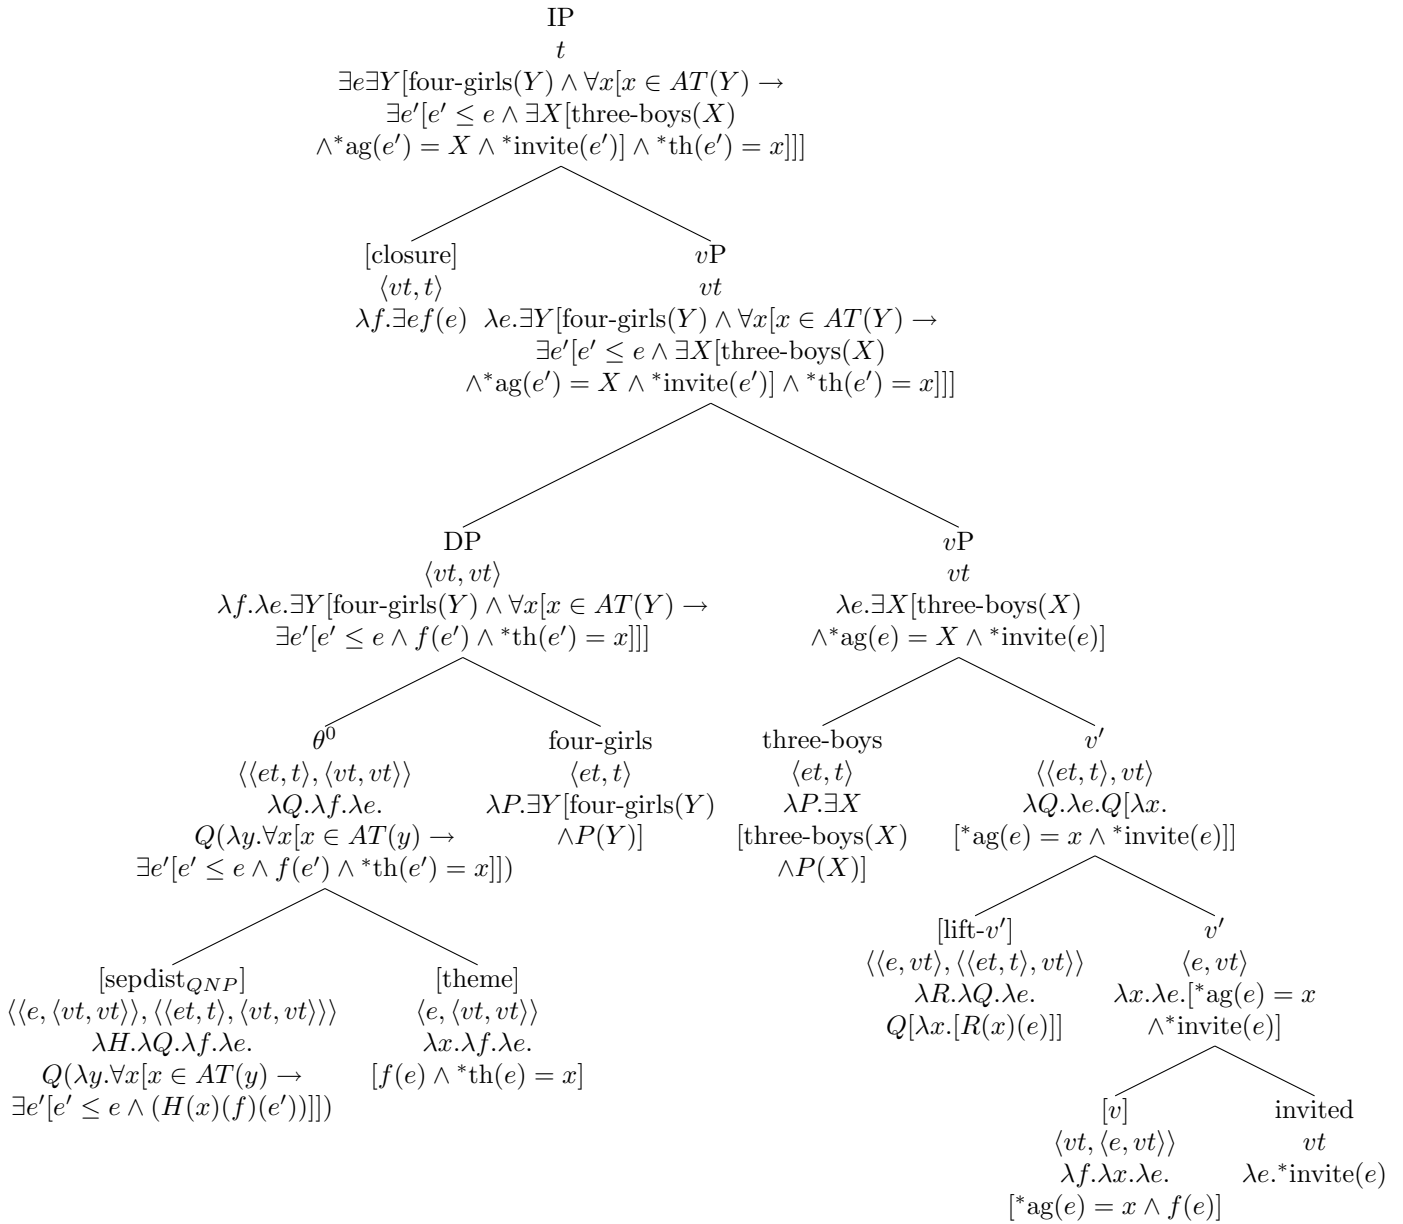 IP
t
∃e∃Y[four-girls(Y) ∧ ∀x[x ∈ AT(Y) →
∃e′[e′ ≤ e ∧ ∃X[three-boys(X)
∧*ag(e′) = X ∧ *invite(e′)] ∧ *th(e′) = x]]]
[closure]
⟨vt, t⟩
λf.∃ef(e)
vP
vt
λe.∃Y[four-girls(Y) ∧ ∀x[x ∈ AT(Y) →
∃e′[e′ ≤ e ∧ ∃X[three-boys(X)
∧*ag(e′) = X ∧ *invite(e′)] ∧ *th(e′) = x]]]
DP
⟨vt, vt⟩
λf.λe.∃Y[four-girls(Y) ∧ ∀x[x ∈ AT(Y) →
∃e′[e′ ≤ e ∧ f(e′) ∧ *th(e′) = x]]]
vP
vt
λe.∃X[three-boys(X)
∧*ag(e) = X ∧ *invite(e)]
θ⁰
⟨⟨et, t⟩, ⟨vt, vt⟩⟩
λQ.λf.λe.
Q(λy.∀x[x ∈ AT(y) →
∃e′[e′ ≤ e ∧ f(e′) ∧ *th(e′) = x]])
four-girls
⟨et, t⟩
λP.∃Y[four-girls(Y)
∧P(Y)]
three-boys
⟨et, t⟩
λP.∃X
[three-boys(X)
∧P(X)]
v′
⟨⟨et, t⟩, vt⟩
λQ.λe.Q[λx.
[*ag(e) = x ∧ *invite(e)]]
[sepdist_QNP]
⟨⟨e, ⟨vt, vt⟩⟩, ⟨⟨et, t⟩, ⟨vt, vt⟩⟩⟩
λH.λQ.λf.λe.
Q(λy.∀x[x ∈ AT(y) →
∃e′[e′ ≤ e ∧ (H(x)(f)(e′))]])
[theme]
⟨e, ⟨vt, vt⟩⟩
λx.λf.λe.
[f(e) ∧ *th(e) = x]
[lift-v′]
⟨⟨e, vt⟩, ⟨⟨et, t⟩, vt⟩⟩
λR.λQ.λe.
Q[λx.[R(x)(e)]]
v′
⟨e, vt⟩
λx.λe.[*ag(e) = x
∧*invite(e)]
[v]
⟨vt, ⟨e, vt⟩⟩
λf.λx.λe.
[*ag(e) = x ∧ f(e)]
invited
vt
λe.*invite(e)